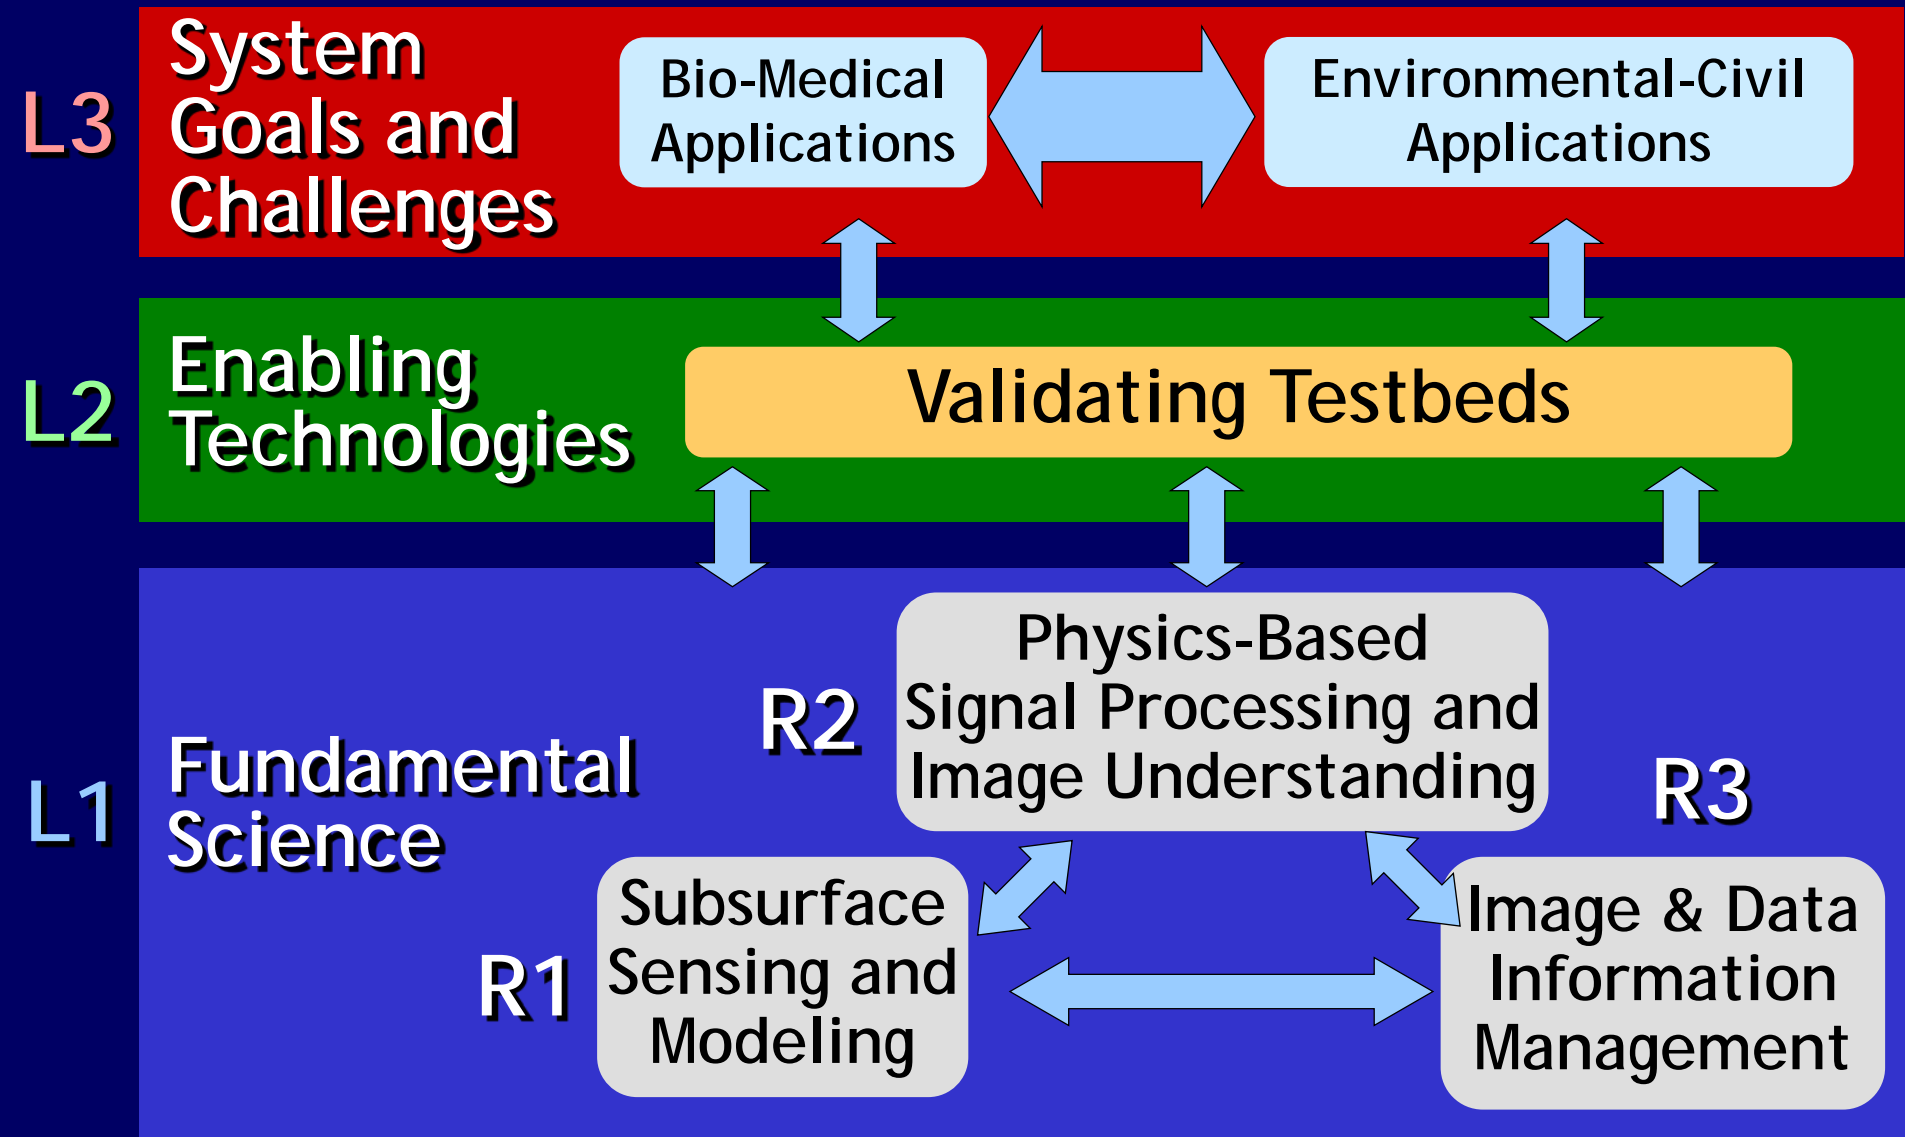 L3
System
Goals and
Challenges
Bio-Medical
Applications
Environmental-Civil
Applications
L2
Enabling
Technologies
Validating Testbeds
L1
Fundamental
Science
R2
Physics-Based
Signal Processing and
Image Understanding
R3
R1
Subsurface
Sensing and
Modeling
Image & Data
Information
Management